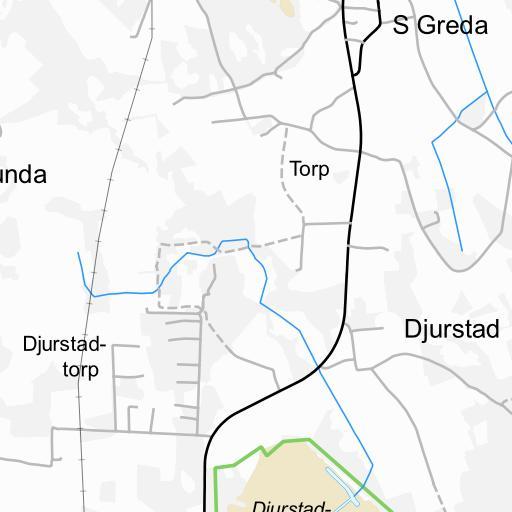 S Greda
Torp
unda
Djurstad
Djurstad-
torp
Djurstad-